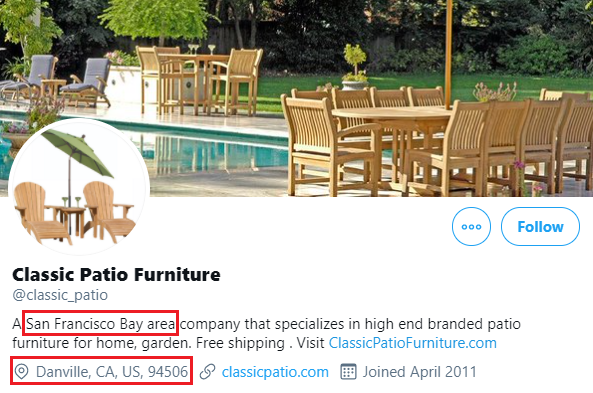 Follow
Classic Patio Furniture
@classic_patio
A San Francisco Bay area company that specializes in high end branded patio
furniture for home, garden. Free shipping . Visit ClassicPatioFurniture.com
Danville, CA, US, 94506 classicpatio.com Joined April 2011